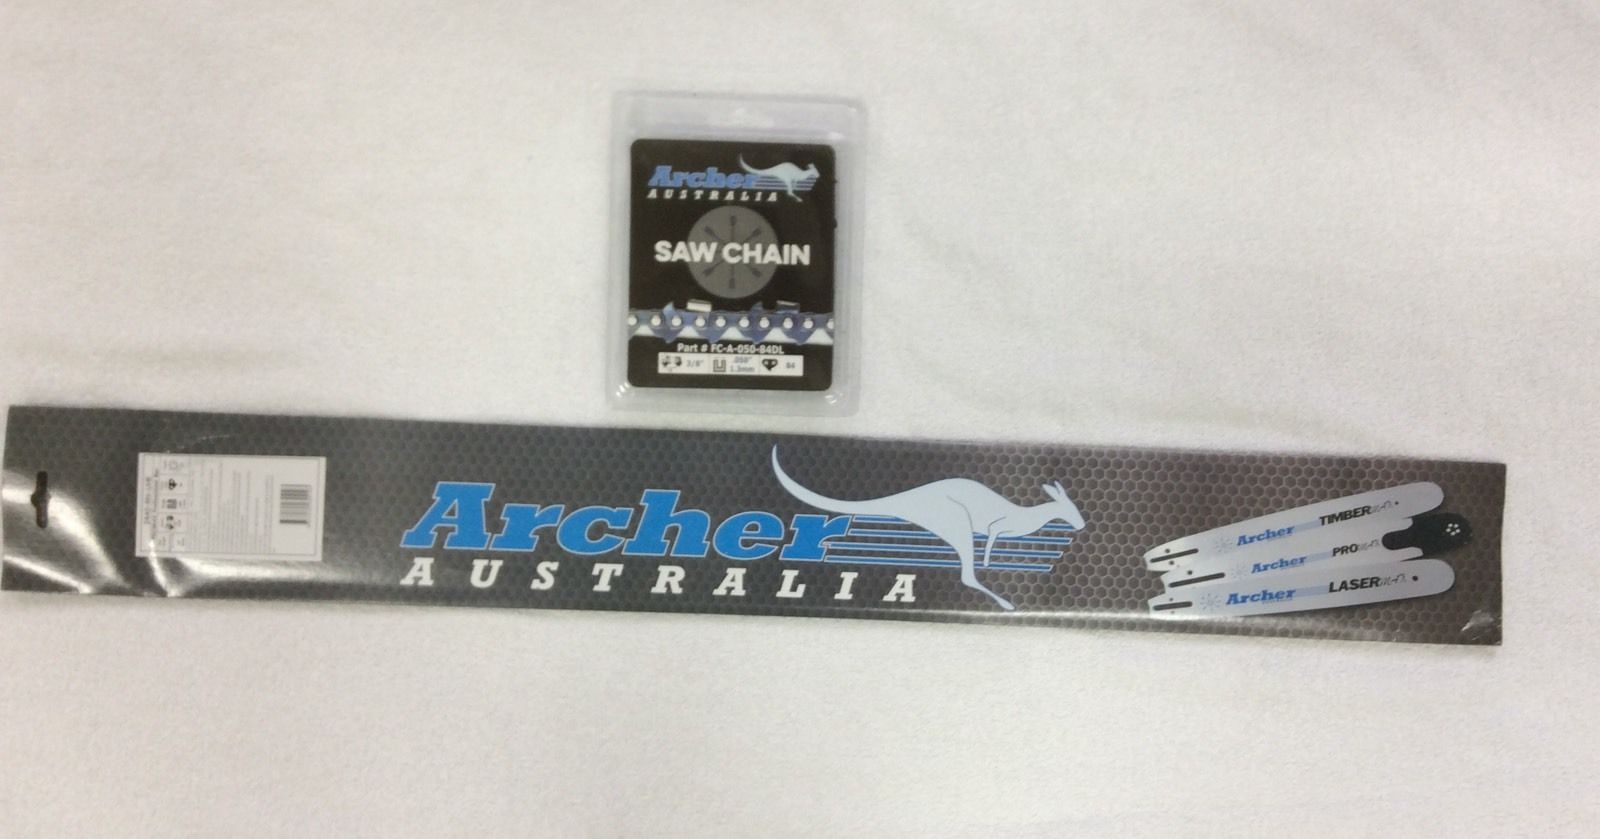 Archer
AUSTRALIA
SAW CHAIN
Part # FC-A-050-84DL
3/8" .050" 84
1.3mm
Archer
AUSTRALIA
Archer TIMBER
Archer PRO
Archer LASER